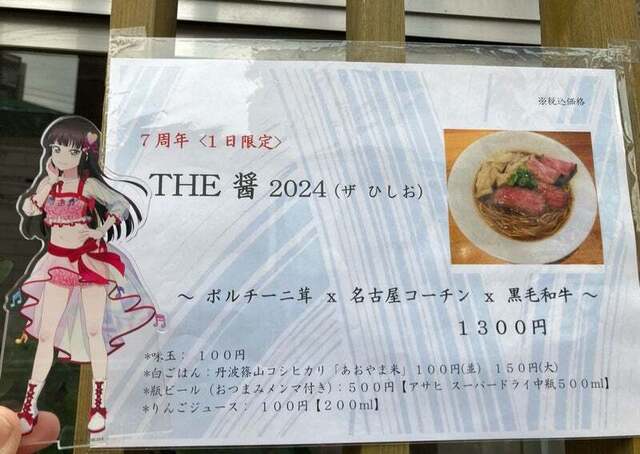 ※税込価格
7周年 <1日限定>
THE 醤 2024 (ザ ひしお)
～ ポルチーニ茸 x 名古屋コーチン x 黒毛和牛 ～
1300円
*味玉： 100円
*白ごはん：丹波篠山コシヒカリ「あおやま米」100円(並) 150円(大)
*瓶ビール (おつまみメンマ付き)：500円【アサヒ スーパードライ中瓶500ml】
*りんごジュース： 100円【200ml】